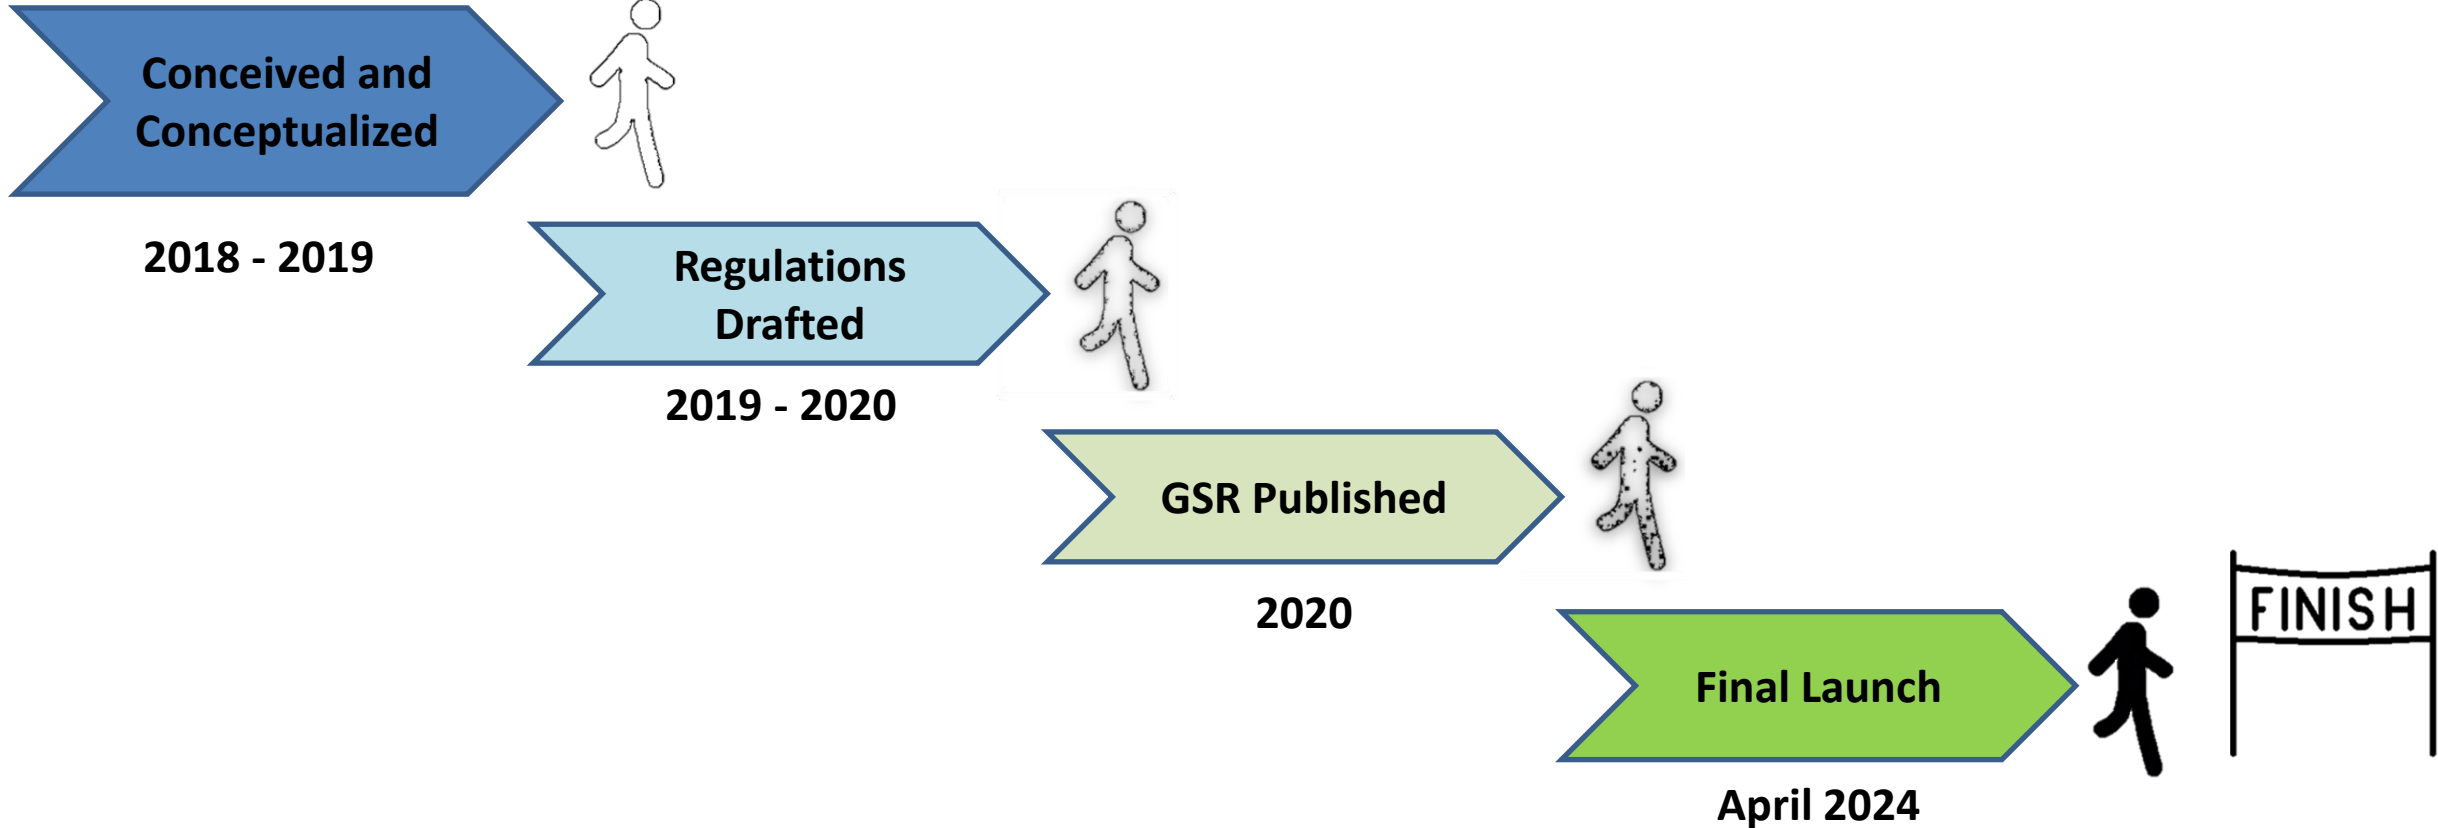 Conceived and
Conceptualized
2018 - 2019
Regulations
Drafted
2019 - 2020
GSR Published
2020
Final Launch
April 2024
FINISH